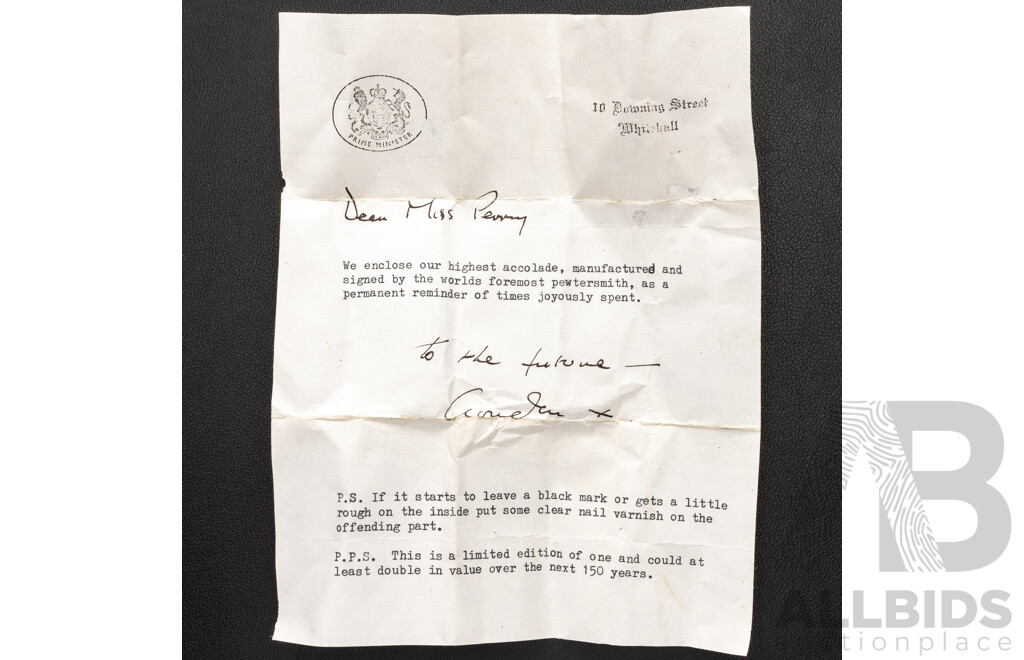 PRIME MINISTER
10 Downing Street
Whitehall
Dear Miss Perry
We enclose our highest accolade, manufactured and
signed by the worlds foremost pewtersmith, as a
permanent reminder of times joyously spent.
to the future —
x
P.S. If it starts to leave a black mark or gets a little
rough on the inside put some clear nail varnish on the
offending part.
P.P.S. This is a limited edition of one and could at
least double in value over the next 150 years.
AB
ALLBIDS
auctionplace